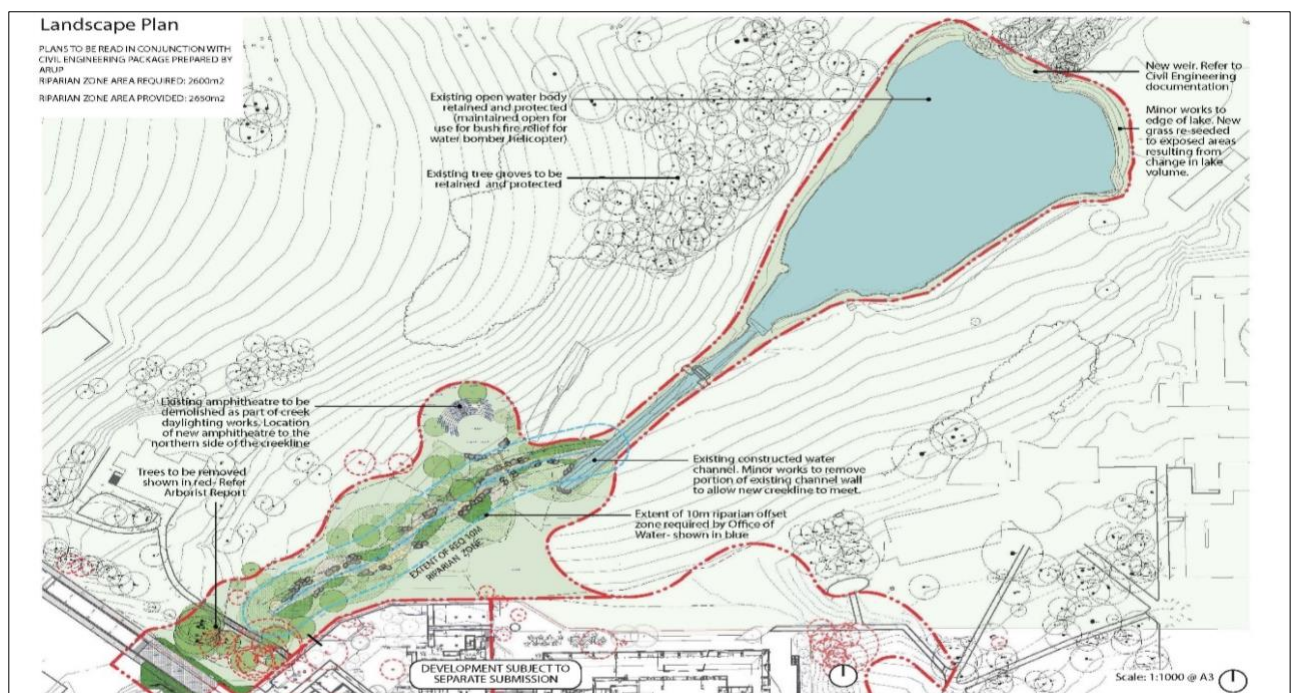 Landscape Plan
PLANS TO BE READ IN CONJUNCTION WITH
CIVIL ENGINEERING PACKAGE PREPARED BY
ARUP
RIPARIAN ZONE AREA REQUIRED: 2600m2
RIPARIAN ZONE AREA PROVIDED: 2650m2
Existing open water body
retained and protected
(maintained open for
use for bush fire relief for
water bomber helicopter)
Existing tree groves to be
retained and protected
New weir. Refer to
Civil Engineering
documentation
Minor works to
edge of lake. New
grass re-seeded
to exposed areas
resulting from
change in lake
volume.
Existing amphitheatre to be
demolished as part of creek
daylighting works. Location
of new amphitheatre to the
northern side of the creekline
Trees to be removed
shown in red- Refer
Arborist Report
Existing constructed water
channel. Minor works to remove
portion of existing channel wall
to allow new creekline to meet.
Extent of 10m riparian offset
zone required by Office of
Water- shown in blue
EXTENT OF REQ 10M
RIPARIAN ZONE
DEVELOPMENT SUBJECT TO
SEPARATE SUBMISSION
Scale: 1:1000 @ A3